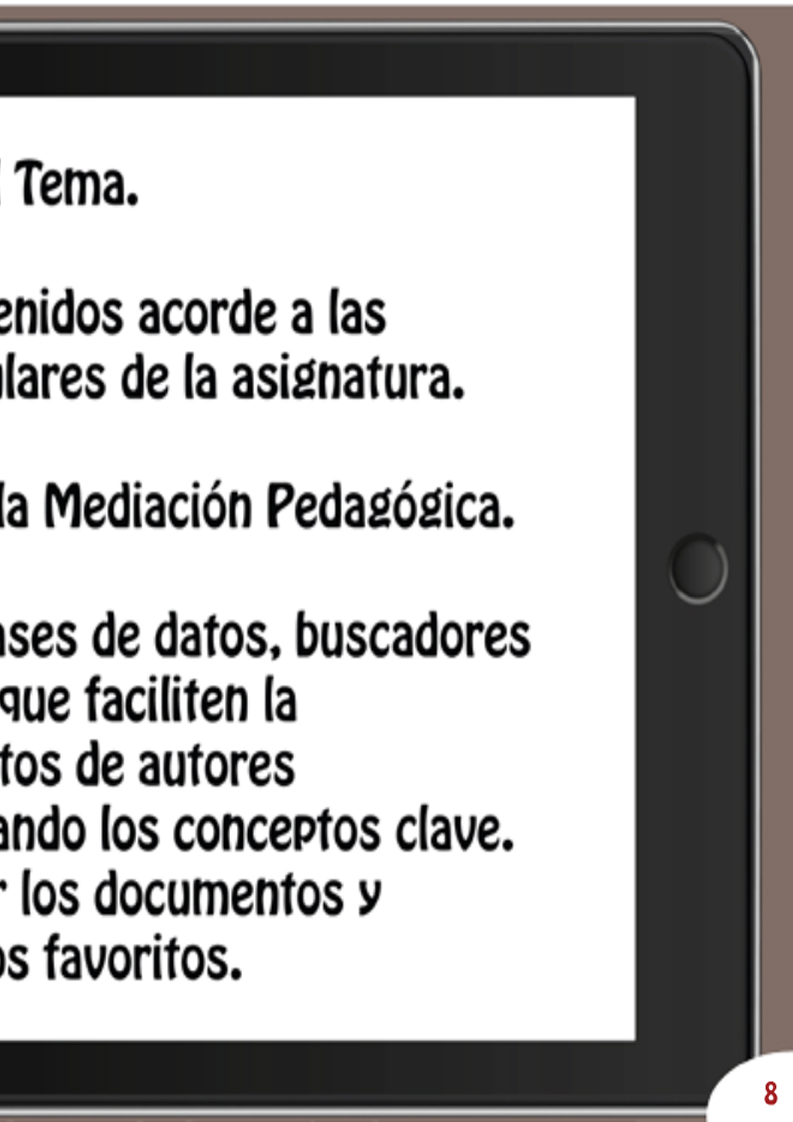 Tema.
enidos acorde a las
lares de la asignatura.
la Mediación Pedagógica.
ases de datos, buscadores
que faciliten la
tos de autores
ando los conceptos clave.
r los documentos y
os favoritos.
8